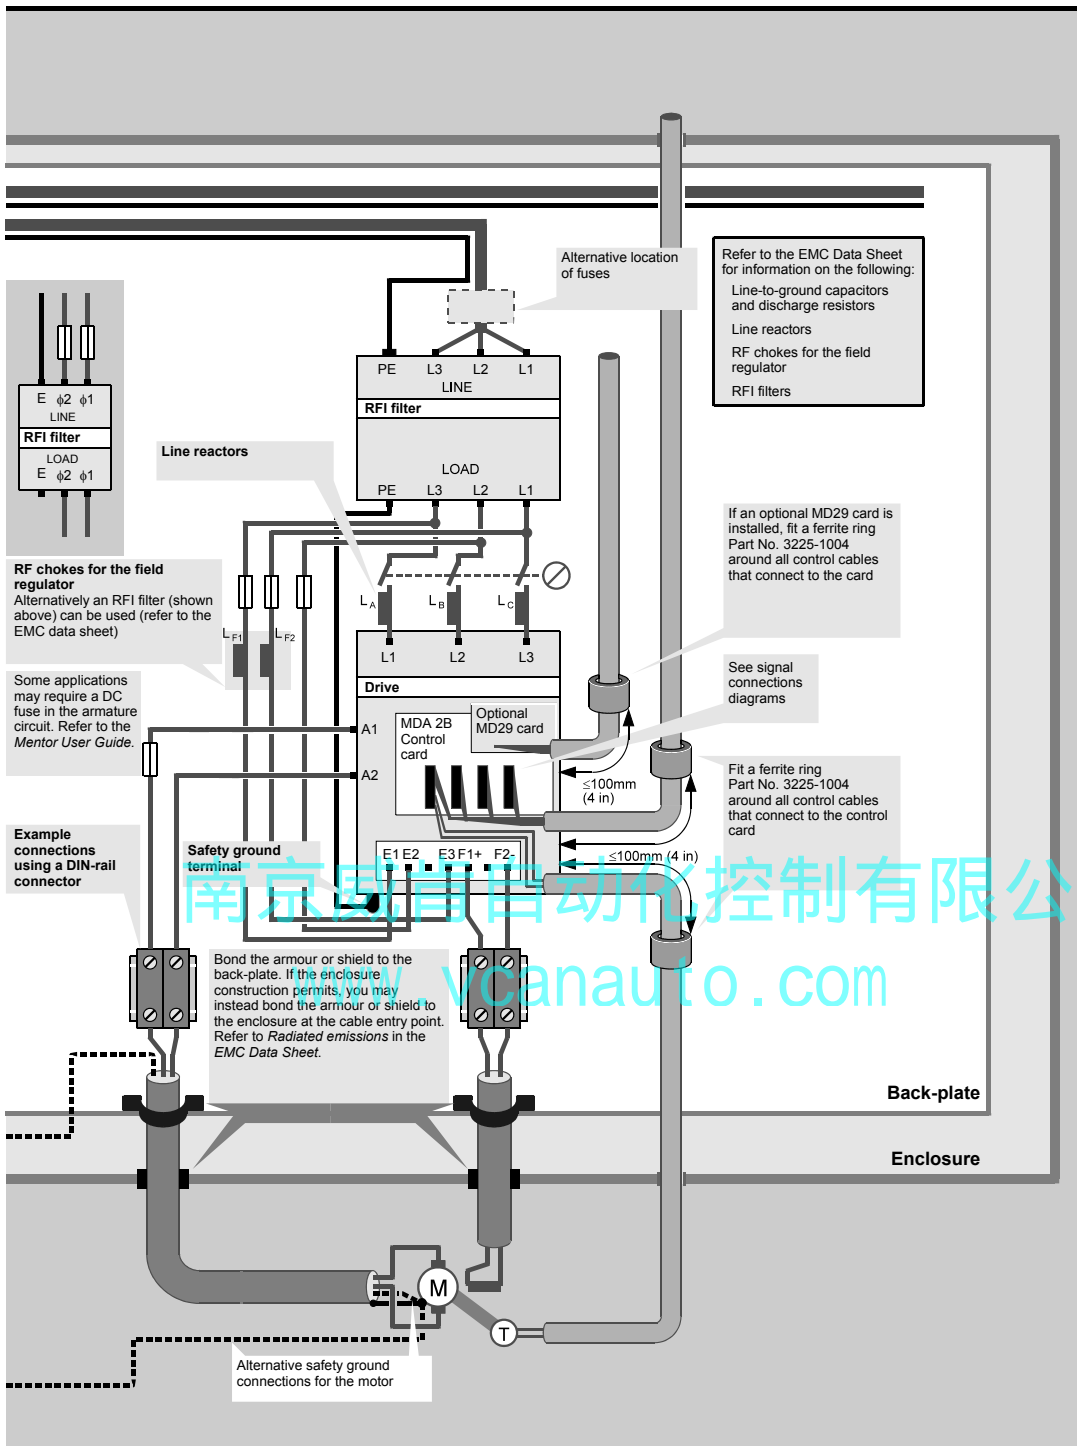 Alternative location
of fuses
Refer to the EMC Data Sheet
for information on the following:
Line-to-ground capacitors
and discharge resistors
Line reactors
RF chokes for the field
regulator
RFI filters
E ϕ2 ϕ1
LINE
RFI filter
LOAD
E ϕ2 ϕ1
PE L3 L2 L1
LINE
RFI filter
LOAD
PE L3 L2 L1
Line reactors
If an optional MD29 card is
installed, fit a ferrite ring
Part No. 3225-1004
around all control cables
that connect to the card
RF chokes for the field
regulator
Alternatively an RFI filter (shown
above) can be used (refer to the
EMC data sheet)
LA LB LC
LF1 LF2
L1 L2 L3
Drive
See signal
connections
diagrams
Some applications
may require a DC
fuse in the armature
circuit. Refer to the
Mentor User Guide.
A1
A2
MDA 2B
Control
card
Optional
MD29 card
≤100mm
(4 in)
Fit a ferrite ring
Part No. 3225-1004
around all control cables
that connect to the control
card
Example
connections
using a DIN-rail
connector
Safety ground
terminal
E1 E2 E3 F1+ F2-
≤100mm (4 in)
南京威肯自动化控制有限公
www.vcanauto.com
Bond the armour or shield to the
back-plate. If the enclosure
construction permits, you may
instead bond the armour or shield to
the enclosure at the cable entry point.
Refer to Radiated emissions in the
EMC Data Sheet.
Back-plate
Enclosure
M
T
Alternative safety ground
connections for the motor